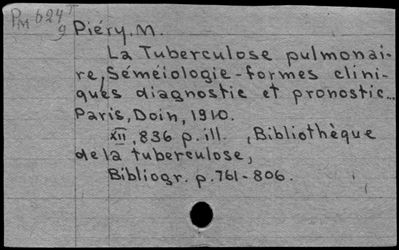 PM 624
9
Piéry, M.
La Tuberculose pulmonai-
re, Séméiologie-formes clini-
ques diagnostic et pronostic...
Paris, Doin, 1910.
XII, 836 p. ill. , Bibliothèque
de la tuberculose,
Bibliogr. p. 761-806.